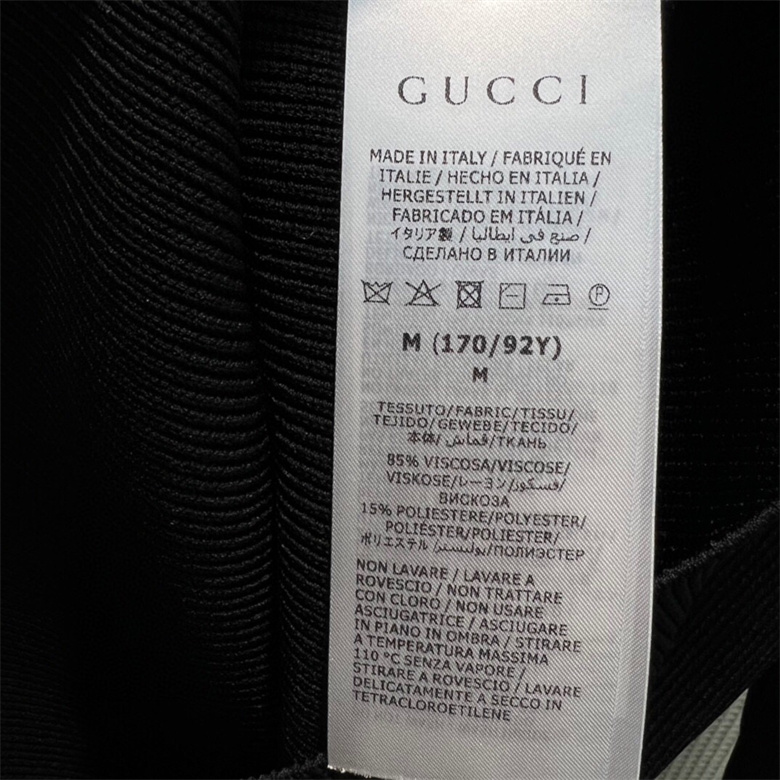 GUCCI
MADE IN ITALY / FABRIQUÉ EN
ITALIE / HECHO EN ITALIA /
HERGESTELLT IN ITALIEN /
FABRICADO EM ITÁLIA /
イタリア製 / صنع في ايطاليا /
СДЕЛАНО В ИТАЛИИ
P
M (170/92Y)
M
TESSUTO/FABRIC/TISSU/
TEJIDO/GEWEBE/TECIDO/
本体/قماش/ТКАНЬ
85% VISCOSA/VISCOSE/
VISKOSE/レーヨン/فسكوز/
ВИСКОЗА
15% POLIESTERE/POLYESTER/
POLIÉSTER/POLIESTER/
ポリエステル/بوليستر/ПОЛИЭСТЕР
NON LAVARE / LAVARE A
ROVESCIO / NON TRATTARE
CON CLORO / NON USARE
ASCIUGATRICE / ASCIUGARE
IN PIANO IN OMBRA / STIRARE
A TEMPERATURA MASSIMA
110 °C SENZA VAPORE /
STIRARE A ROVESCIO / LAVARE
DELICATAMENTE A SECCO IN
TETRACLOROETILENE